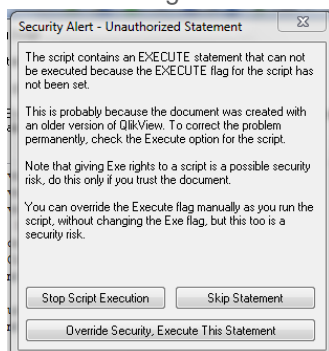 Security Alert - Unauthorized Statement
The script contains an EXECUTE statement that can not
be executed because the EXECUTE flag for the script has
not been set.
This is probably because the document was created with
an older version of QlikView. To correct the problem
permanently, check the Execute option for the script.
Note that giving Exe rights to a script is a possible security
risk, do this only if you trust the document.
You can override the Execute flag manually as you run the
script, without changing the Exe flag, but this too is a
security risk.
Stop Script Execution
Skip Statement
Override Security, Execute This Statement